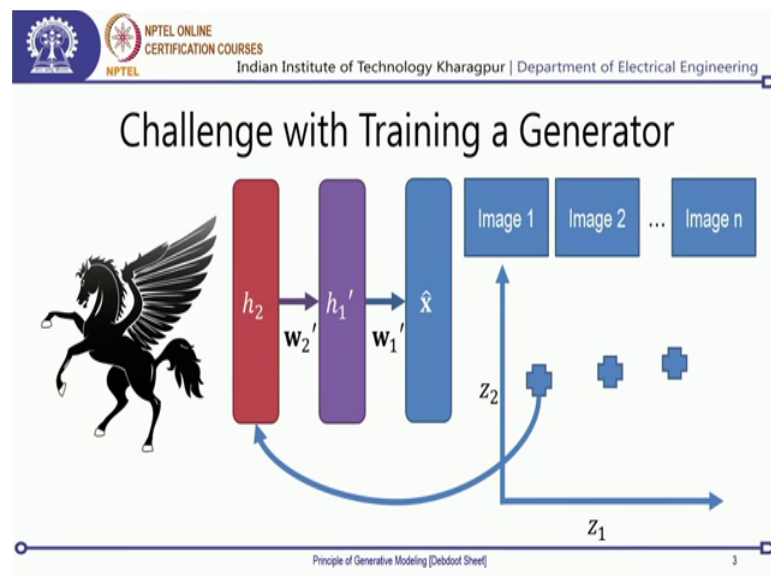 NPTEL ONLINE
CERTIFICATION COURSES
NPTEL
Indian Institute of Technology Kharagpur | Department of Electrical Engineering
Challenge with Training a Generator
Image 1 Image 2 ... Image n
h₂ h₁′ x̂
w₂′ w₁′
z₂
z₁
Principle of Generative Modeling [Debdoot Sheet] 3